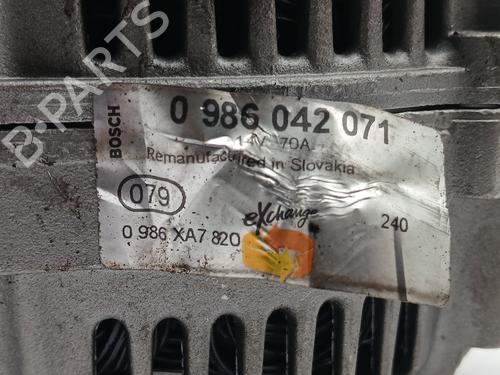 B-PARTS
BOSCH
0 986 042 071
14V 70A
Remanufactured in Slovakia
079
eXchange
240
0 986 XA7 820